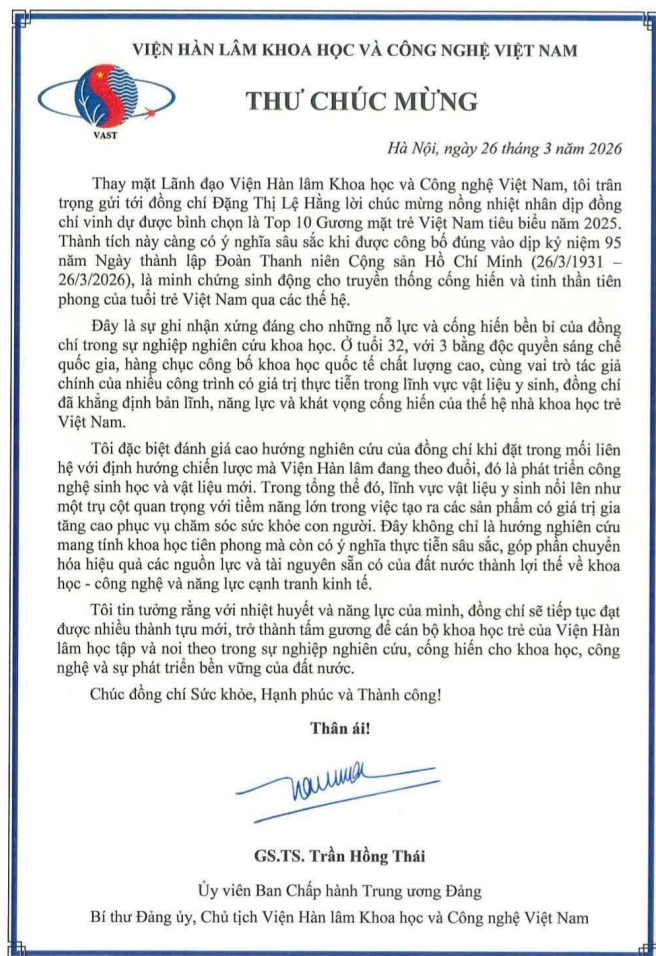 VIỆN HÀN LÂM KHOA HỌC VÀ CÔNG NGHỆ VIỆT NAM
THƯ CHÚC MỪNG
VAST
Hà Nội, ngày 26 tháng 3 năm 2026
Thay mặt Lãnh đạo Viện Hàn lâm Khoa học và Công nghệ Việt Nam, tôi trân
trọng gửi tới đồng chí Đặng Thị Lệ Hằng lời chúc mừng nồng nhiệt nhân dịp đồng
chí vinh dự được bình chọn là Top 10 Gương mặt trẻ Việt Nam tiêu biểu năm 2025.
Thành tích này càng có ý nghĩa sâu sắc khi được công bố đúng vào dịp kỷ niệm 95
năm Ngày thành lập Đoàn Thanh niên Cộng sản Hồ Chí Minh (26/3/1931 –
26/3/2026), là minh chứng sinh động cho truyền thống cống hiến và tinh thần tiên
phong của tuổi trẻ Việt Nam qua các thế hệ.
Đây là sự ghi nhận xứng đáng cho những nỗ lực và cống hiến bền bỉ của đồng
chí trong sự nghiệp nghiên cứu khoa học. Ở tuổi 32, với 3 bằng độc quyền sáng chế
quốc gia, hàng chục công bố khoa học quốc tế chất lượng cao, cùng vai trò tác giả
chính của nhiều công trình có giá trị thực tiễn trong lĩnh vực vật liệu y sinh, đồng chí
đã khẳng định bản lĩnh, năng lực và khát vọng cống hiến của thế hệ nhà khoa học trẻ
Việt Nam.
Tôi đặc biệt đánh giá cao hướng nghiên cứu của đồng chí khi đặt trong mối liên
hệ với định hướng chiến lược mà Viện Hàn lâm đang theo đuổi, đó là phát triển công
nghệ sinh học và vật liệu mới. Trong tổng thể đó, lĩnh vực vật liệu y sinh nổi lên như
một trụ cột quan trọng với tiềm năng lớn trong việc tạo ra các sản phẩm có giá trị gia
tăng cao phục vụ chăm sóc sức khỏe con người. Đây không chỉ là hướng nghiên cứu
mang tính khoa học tiên phong mà còn có ý nghĩa thực tiễn sâu sắc, góp phần chuyển
hóa hiệu quả các nguồn lực và tài nguyên sẵn có của đất nước thành lợi thế về khoa
học - công nghệ và năng lực cạnh tranh kinh tế.
Tôi tin tưởng rằng với nhiệt huyết và năng lực của mình, đồng chí sẽ tiếp tục đạt
được nhiều thành tựu mới, trở thành tấm gương để cán bộ khoa học trẻ của Viện Hàn
lâm học tập và noi theo trong sự nghiệp nghiên cứu, cống hiến cho khoa học, công
nghệ và sự phát triển bền vững của đất nước.
Chúc đồng chí Sức khỏe, Hạnh phúc và Thành công!
Thân ái!
GS.TS. Trần Hồng Thái
Ủy viên Ban Chấp hành Trung ương Đảng
Bí thư Đảng ủy, Chủ tịch Viện Hàn lâm Khoa học và Công nghệ Việt Nam